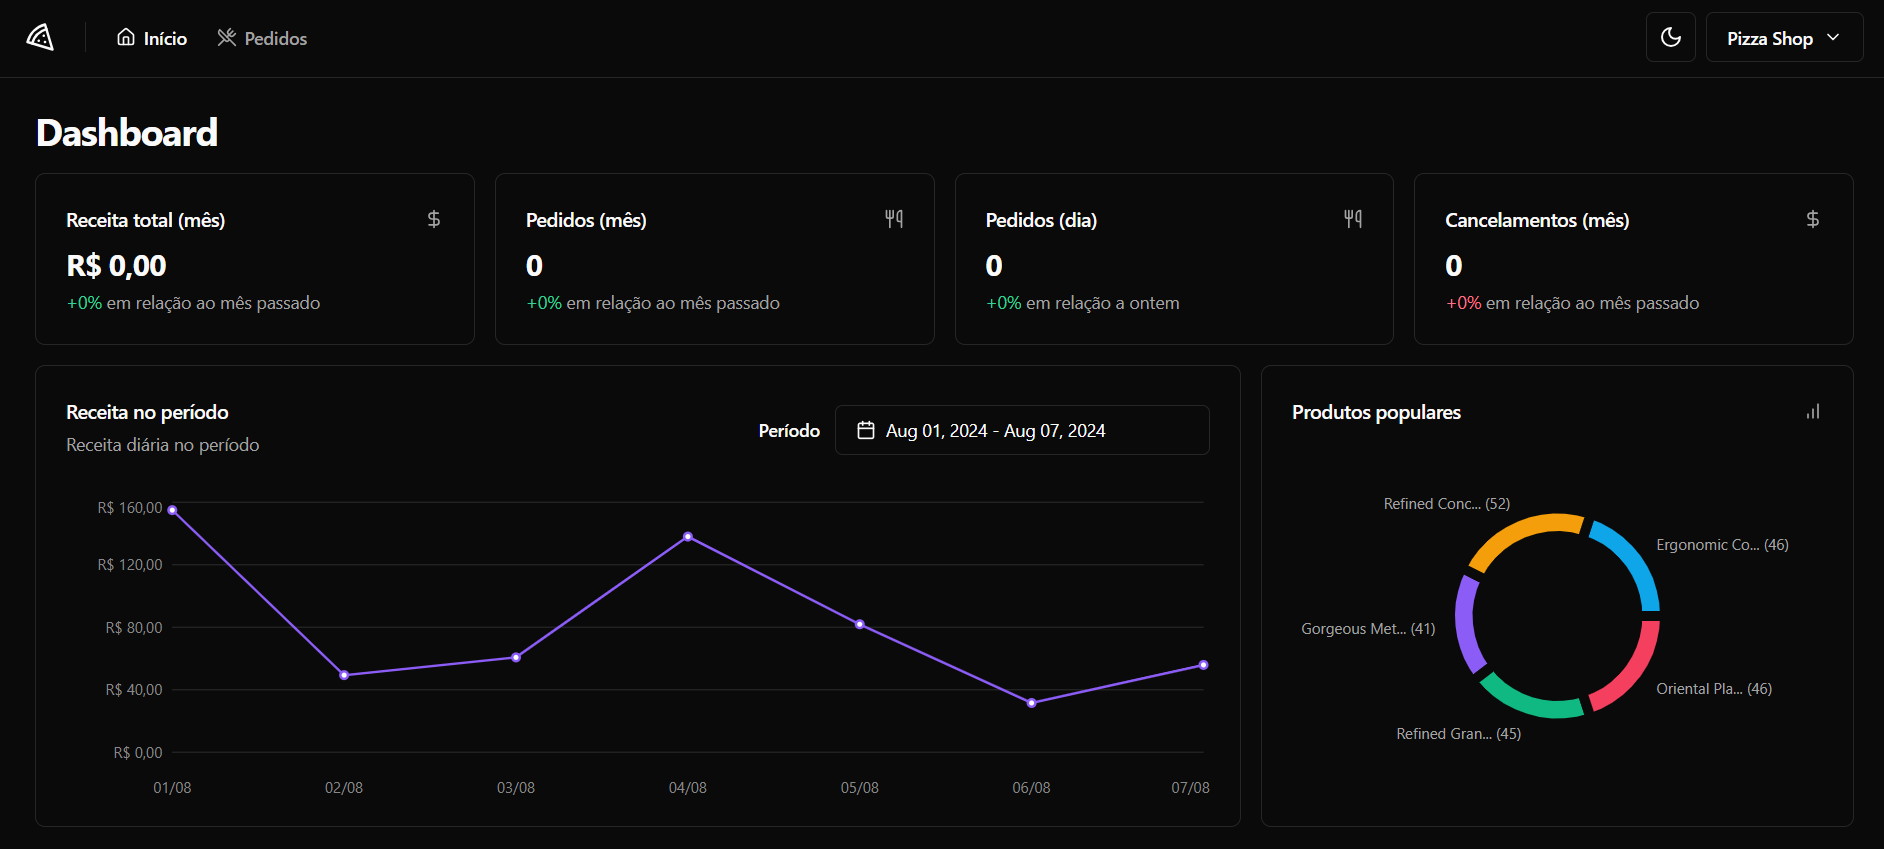 Início
Pedidos
Pizza Shop
Dashboard
Receita total (mês)
R$ 0,00
+0% em relação ao mês passado
Pedidos (mês)
0
+0% em relação ao mês passado
Pedidos (dia)
0
+0% em relação a ontem
Cancelamentos (mês)
0
+0% em relação ao mês passado
Receita no período
Receita diária no período
Período
Aug 01, 2024 - Aug 07, 2024
R$ 160,00
R$ 120,00
R$ 80,00
R$ 40,00
R$ 0,00
01/08
02/08
03/08
04/08
05/08
06/08
07/08
Produtos populares
Refined Conc... (52)
Ergonomic Co... (46)
Gorgeous Met... (41)
Oriental Pla... (46)
Refined Gran... (45)